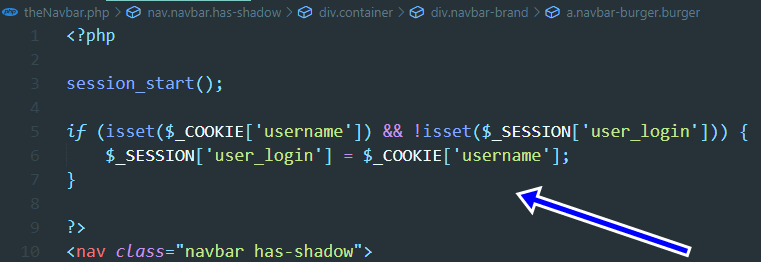 php theNavbar.php > nav.navbar.has-shadow > div.container > div.navbar-brand > a.navbar-burger.burger
1 <?php
2
3 session_start();
4
5 if (isset($_COOKIE['username']) && !isset($_SESSION['user_login'])) {
6 $_SESSION['user_login'] = $_COOKIE['username'];
7 }
8
9 ?>
10 <nav class="navbar has-shadow">